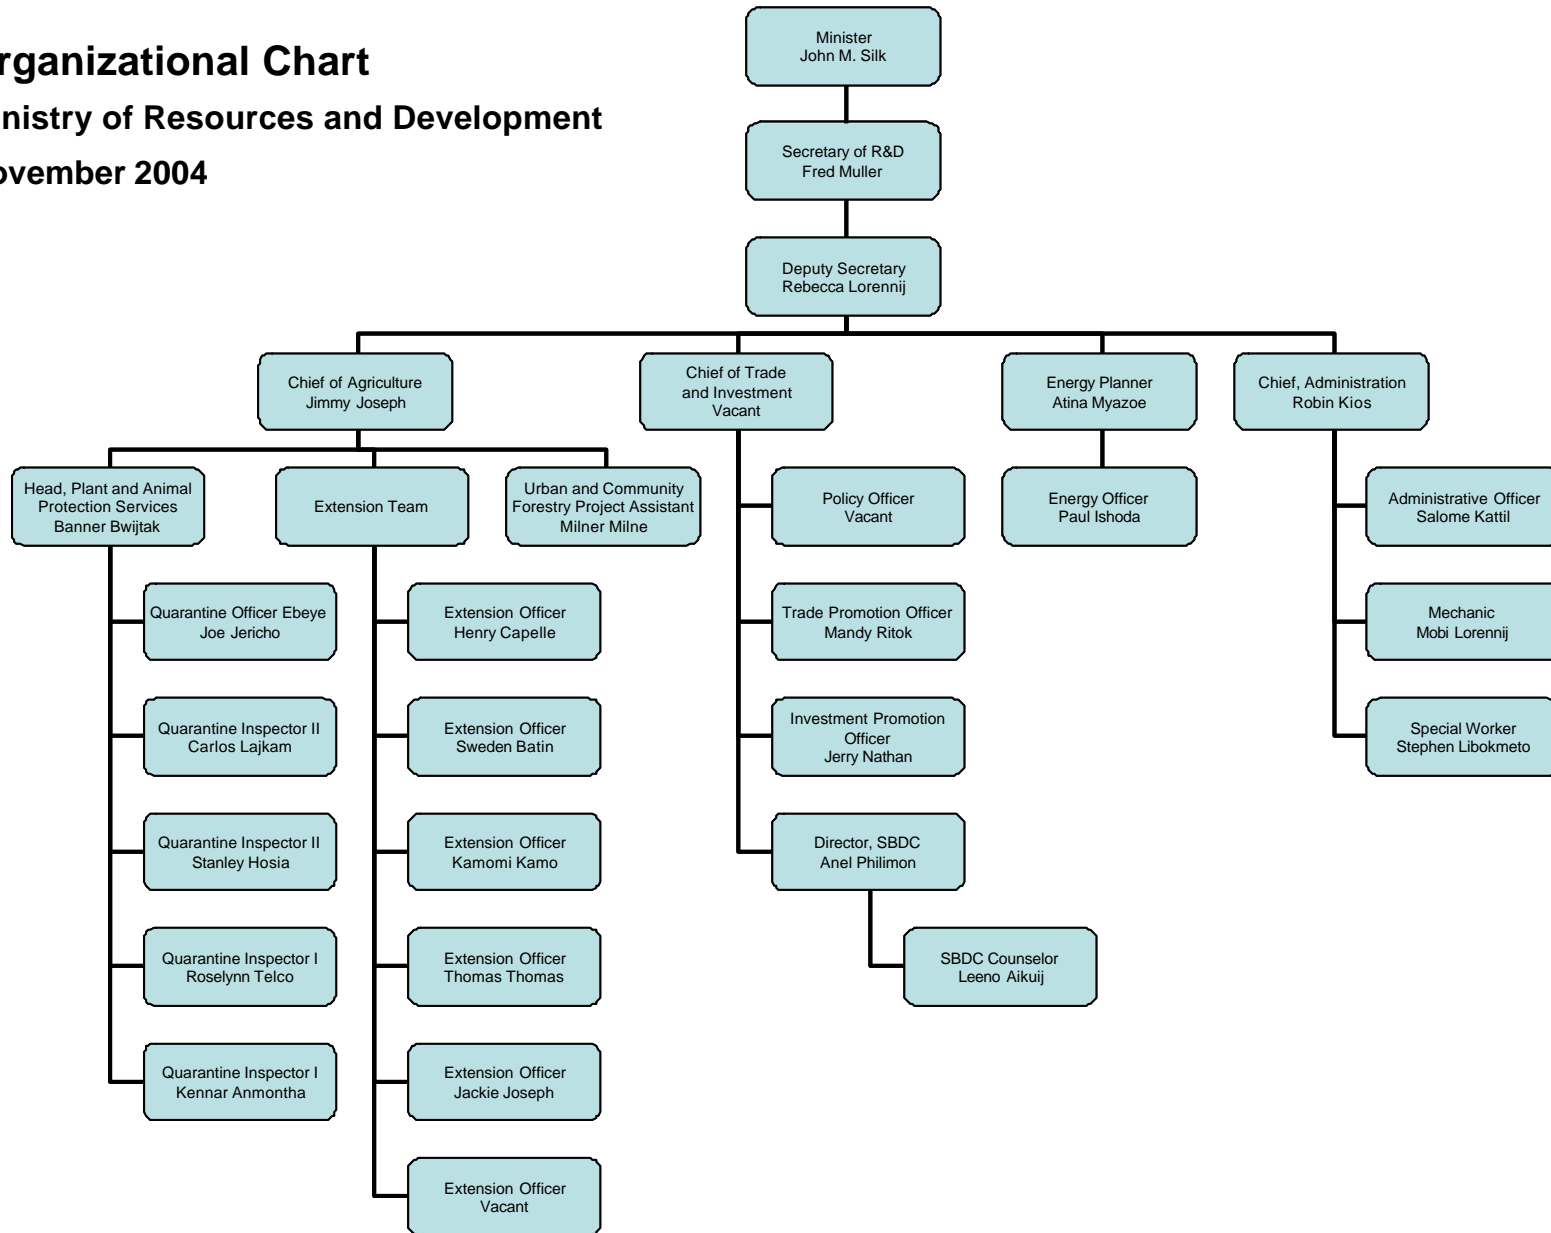 rganizational Chart
nistry of Resources and Development
ovember 2004
Minister
John M. Silk
Secretary of R&D
Fred Muller
Deputy Secretary
Rebecca Lorennij
Chief of Agriculture
Jimmy Joseph
Chief of Trade
and Investment
Vacant
Energy Planner
Atina Myazoe
Chief, Administration
Robin Kios
Head, Plant and Animal
Protection Services
Banner Bwijtak
Extension Team
Urban and Community
Forestry Project Assistant
Milner Milne
Policy Officer
Vacant
Energy Officer
Paul Ishoda
Administrative Officer
Salome Kattil
Quarantine Officer Ebeye
Joe Jericho
Extension Officer
Henry Capelle
Trade Promotion Officer
Mandy Ritok
Mechanic
Mobi Lorennij
Quarantine Inspector II
Carlos Lajkam
Extension Officer
Sweden Batin
Investment Promotion
Officer
Jerry Nathan
Special Worker
Stephen Libokmeto
Quarantine Inspector II
Stanley Hosia
Extension Officer
Kamomi Kamo
Director, SBDC
Anel Philimon
Quarantine Inspector I
Roselynn Telco
Extension Officer
Thomas Thomas
SBDC Counselor
Leeno Aikuij
Quarantine Inspector I
Kennar Anmontha
Extension Officer
Jackie Joseph
Extension Officer
Vacant